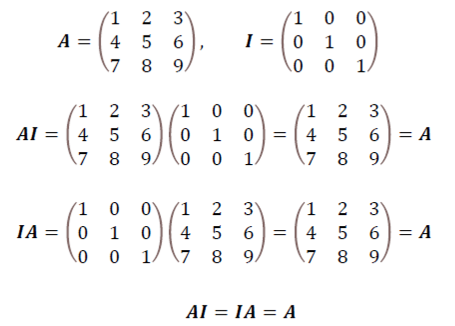 A = (1 2 3
4 5 6
7 8 9), I = (1 0 0
0 1 0
0 0 1)
AI = (1 2 3
4 5 6
7 8 9) (1 0 0
0 1 0
0 0 1) = (1 2 3
4 5 6
7 8 9) = A
IA = (1 0 0
0 1 0
0 0 1) (1 2 3
4 5 6
7 8 9) = (1 2 3
4 5 6
7 8 9) = A
AI = IA = A